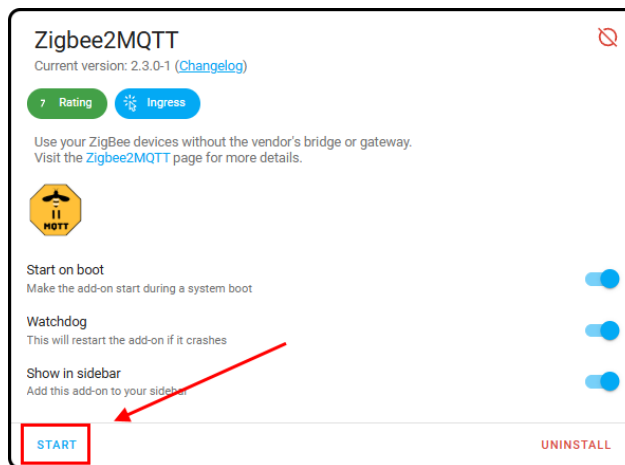 Zigbee2MQTT
Current version: 2.3.0-1 (Changelog)
7 Rating
Ingress
Use your ZigBee devices without the vendor's bridge or gateway.
Visit the Zigbee2MQTT page for more details.
MQTT
Start on boot
Make the add-on start during a system boot
Watchdog
This will restart the add-on if it crashes
Show in sidebar
Add this add-on to your sidebar
START
UNINSTALL